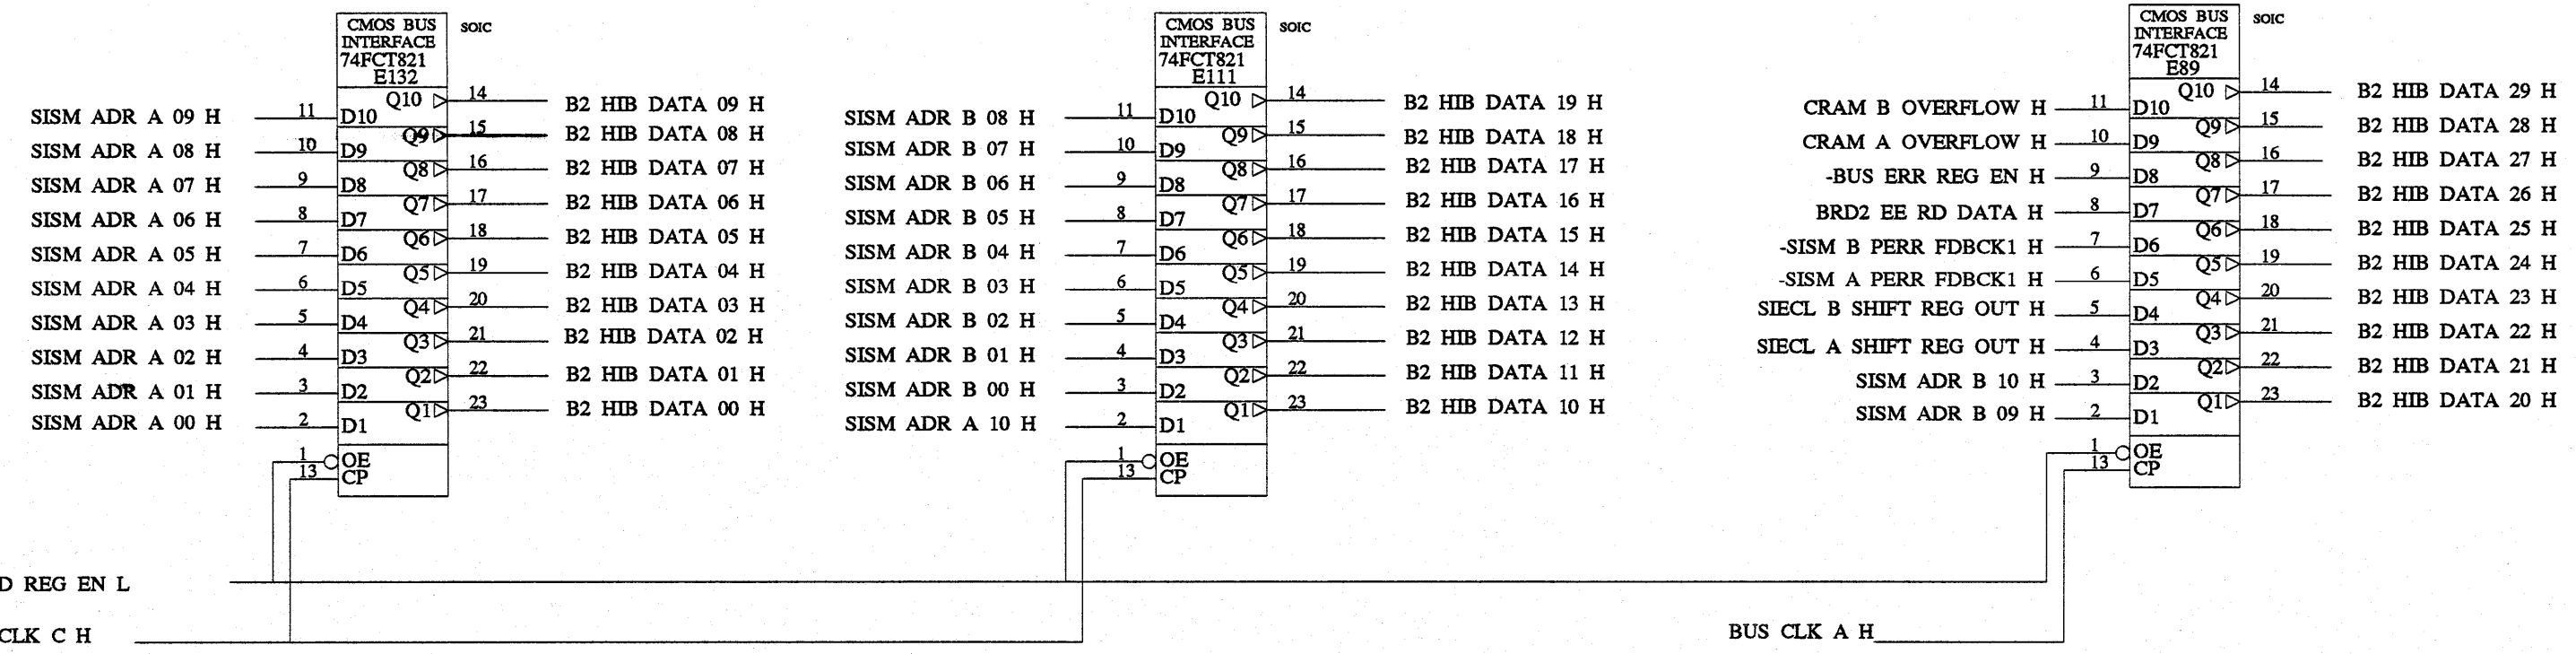 CMOS BUS
INTERFACE
74FCT821
E132
SOIC
SISM ADR A 09 H 11 D10 Q10 14 B2 HIB DATA 09 H
SISM ADR A 08 H 10 D9 Q9 15 B2 HIB DATA 08 H
SISM ADR A 07 H 9 D8 Q8 16 B2 HIB DATA 07 H
SISM ADR A 06 H 8 D7 Q7 17 B2 HIB DATA 06 H
SISM ADR A 05 H 7 D6 Q6 18 B2 HIB DATA 05 H
SISM ADR A 04 H 6 D5 Q5 19 B2 HIB DATA 04 H
SISM ADR A 03 H 5 D4 Q4 20 B2 HIB DATA 03 H
SISM ADR A 02 H 4 D3 Q3 21 B2 HIB DATA 02 H
SISM ADR A 01 H 3 D2 Q2 22 B2 HIB DATA 01 H
SISM ADR A 00 H 2 D1 Q1 23 B2 HIB DATA 00 H
1 OE
13 CP
CMOS BUS
INTERFACE
74FCT821
E111
SOIC
SISM ADR B 08 H 11 D10 Q10 14 B2 HIB DATA 19 H
SISM ADR B 07 H 10 D9 Q9 15 B2 HIB DATA 18 H
SISM ADR B 06 H 9 D8 Q8 16 B2 HIB DATA 17 H
SISM ADR B 05 H 8 D7 Q7 17 B2 HIB DATA 16 H
SISM ADR B 04 H 7 D6 Q6 18 B2 HIB DATA 15 H
SISM ADR B 03 H 6 D5 Q5 19 B2 HIB DATA 14 H
SISM ADR B 02 H 5 D4 Q4 20 B2 HIB DATA 13 H
SISM ADR B 01 H 4 D3 Q3 21 B2 HIB DATA 12 H
SISM ADR B 00 H 3 D2 Q2 22 B2 HIB DATA 11 H
SISM ADR A 10 H 2 D1 Q1 23 B2 HIB DATA 10 H
1 OE
13 CP
CMOS BUS
INTERFACE
74FCT821
E89
SOIC
CRAM B OVERFLOW H 11 D10 Q10 14 B2 HIB DATA 29 H
CRAM A OVERFLOW H 10 D9 Q9 15 B2 HIB DATA 28 H
-BUS ERR REG EN H 9 D8 Q8 16 B2 HIB DATA 27 H
BRD2 EE RD DATA H 8 D7 Q7 17 B2 HIB DATA 26 H
-SISM B PERR FDBCK1 H 7 D6 Q6 18 B2 HIB DATA 25 H
-SISM A PERR FDBCK1 H 6 D5 Q5 19 B2 HIB DATA 24 H
SIECL B SHIFT REG OUT H 5 D4 Q4 20 B2 HIB DATA 23 H
SIECL A SHIFT REG OUT H 4 D3 Q3 21 B2 HIB DATA 22 H
SISM ADR B 10 H 3 D2 Q2 22 B2 HIB DATA 21 H
SISM ADR B 09 H 2 D1 Q1 23 B2 HIB DATA 20 H
1 OE
13 CP
D REG EN L
CLK C H
BUS CLK A H